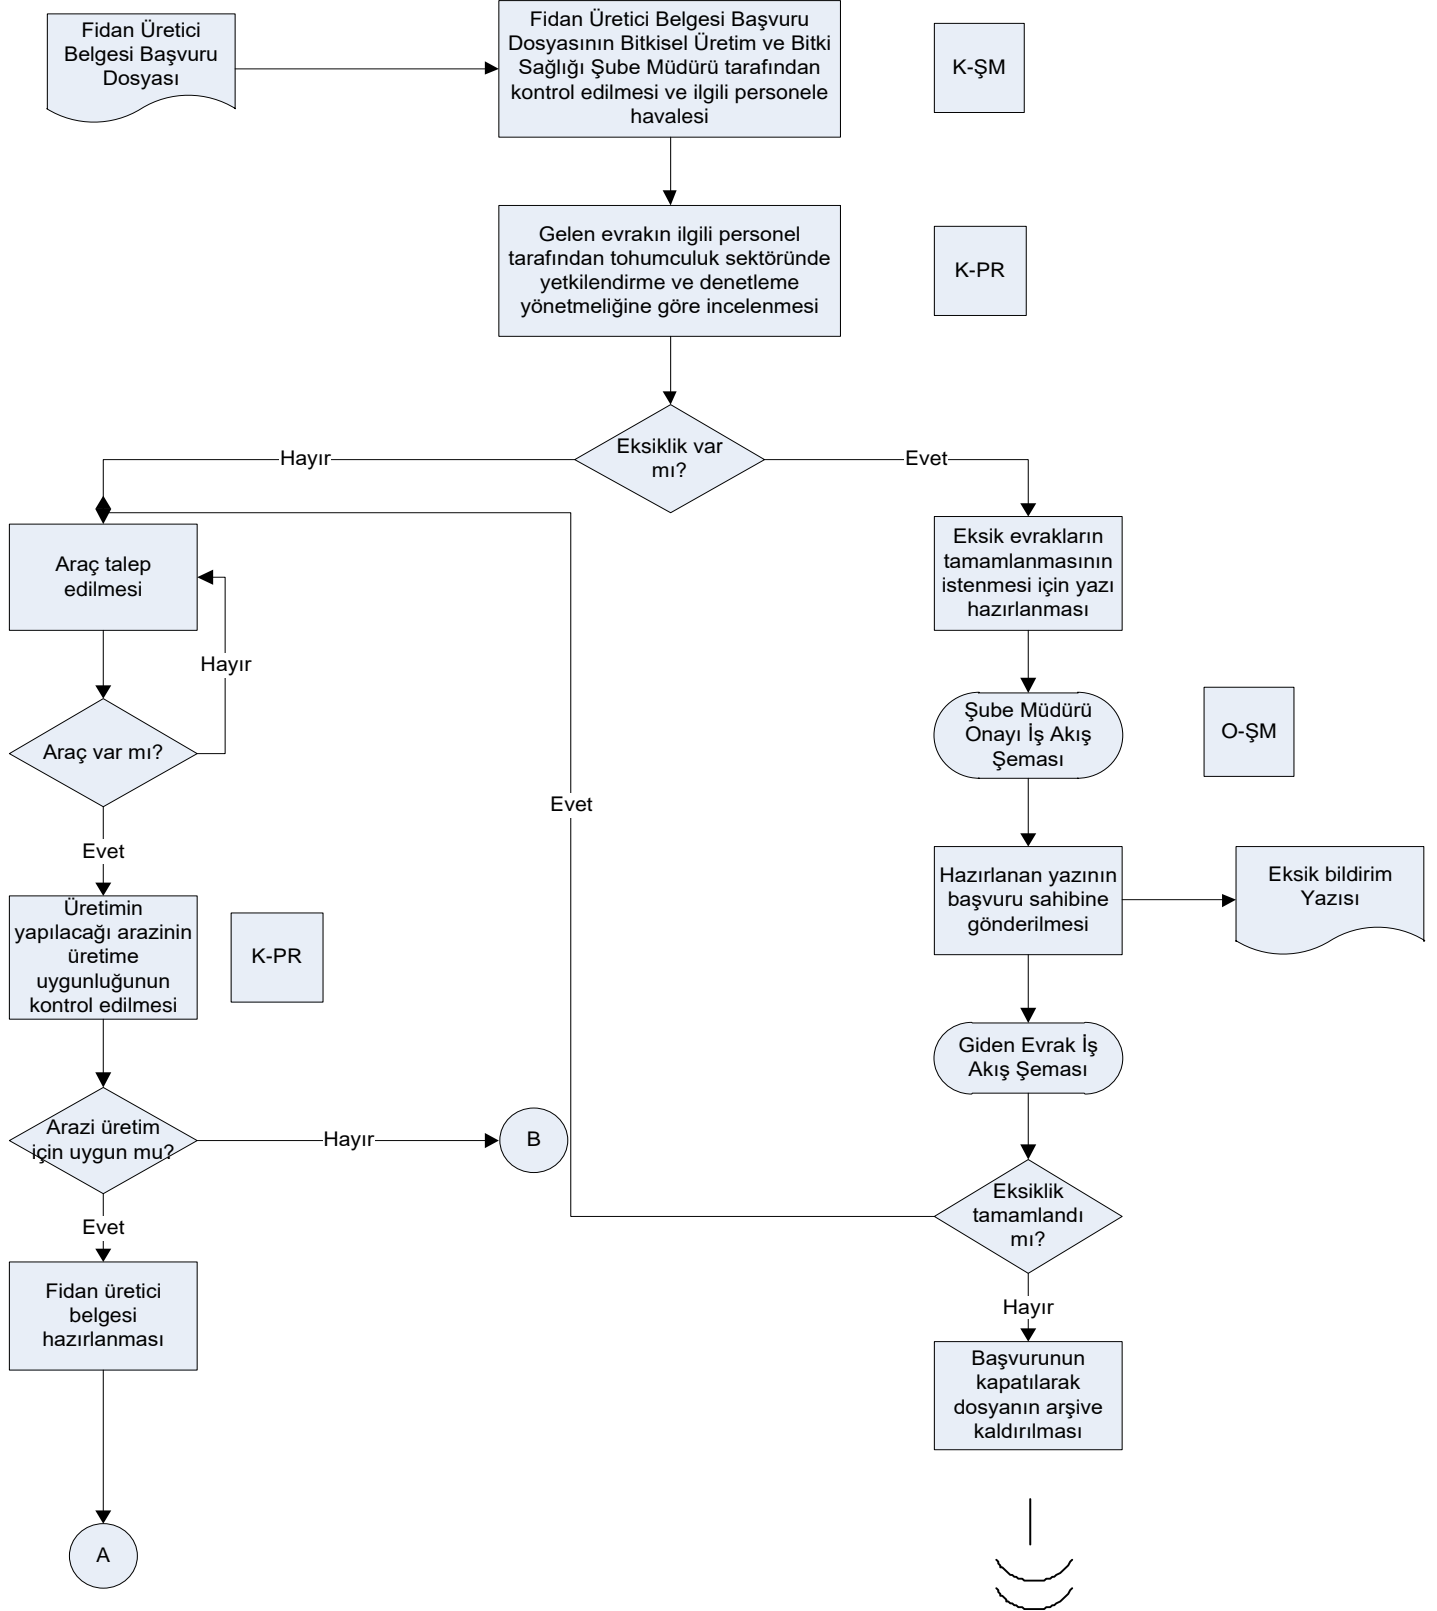 Fidan Üretici
Belgesi Başvuru
Dosyası
Fidan Üretici Belgesi Başvuru
Dosyasının Bitkisel Üretim ve Bitki
Sağlığı Şube Müdürü tarafından
kontrol edilmesi ve ilgili personele
havalesi
K-ŞM
Gelen evrakın ilgili personel
tarafından tohumculuk sektöründe
yetkilendirme ve denetleme
yönetmeliğine göre incelenmesi
K-PR
Eksiklik var
mı?
Hayır
Evet
Araç talep
edilmesi
Hayır
Araç var mı?
Evet
Üretimin
yapılacağı arazinin
üretime
uygunluğunun
kontrol edilmesi
K-PR
Arazi üretim
için uygun mu?
Hayır
B
Evet
Fidan üretici
belgesi
hazırlanması
A
Eksik evrakların
tamamlanmasının
istenmesi için yazı
hazırlanması
Şube Müdürü
Onayı İş Akış
Şeması
O-ŞM
Evet
Hazırlanan yazının
başvuru sahibine
gönderilmesi
Eksik bildirim
Yazısı
Giden Evrak İş
Akış Şeması
Eksiklik
tamamlandı
mı?
Hayır
Başvurunun
kapatılarak
dosyanın arşive
kaldırılması